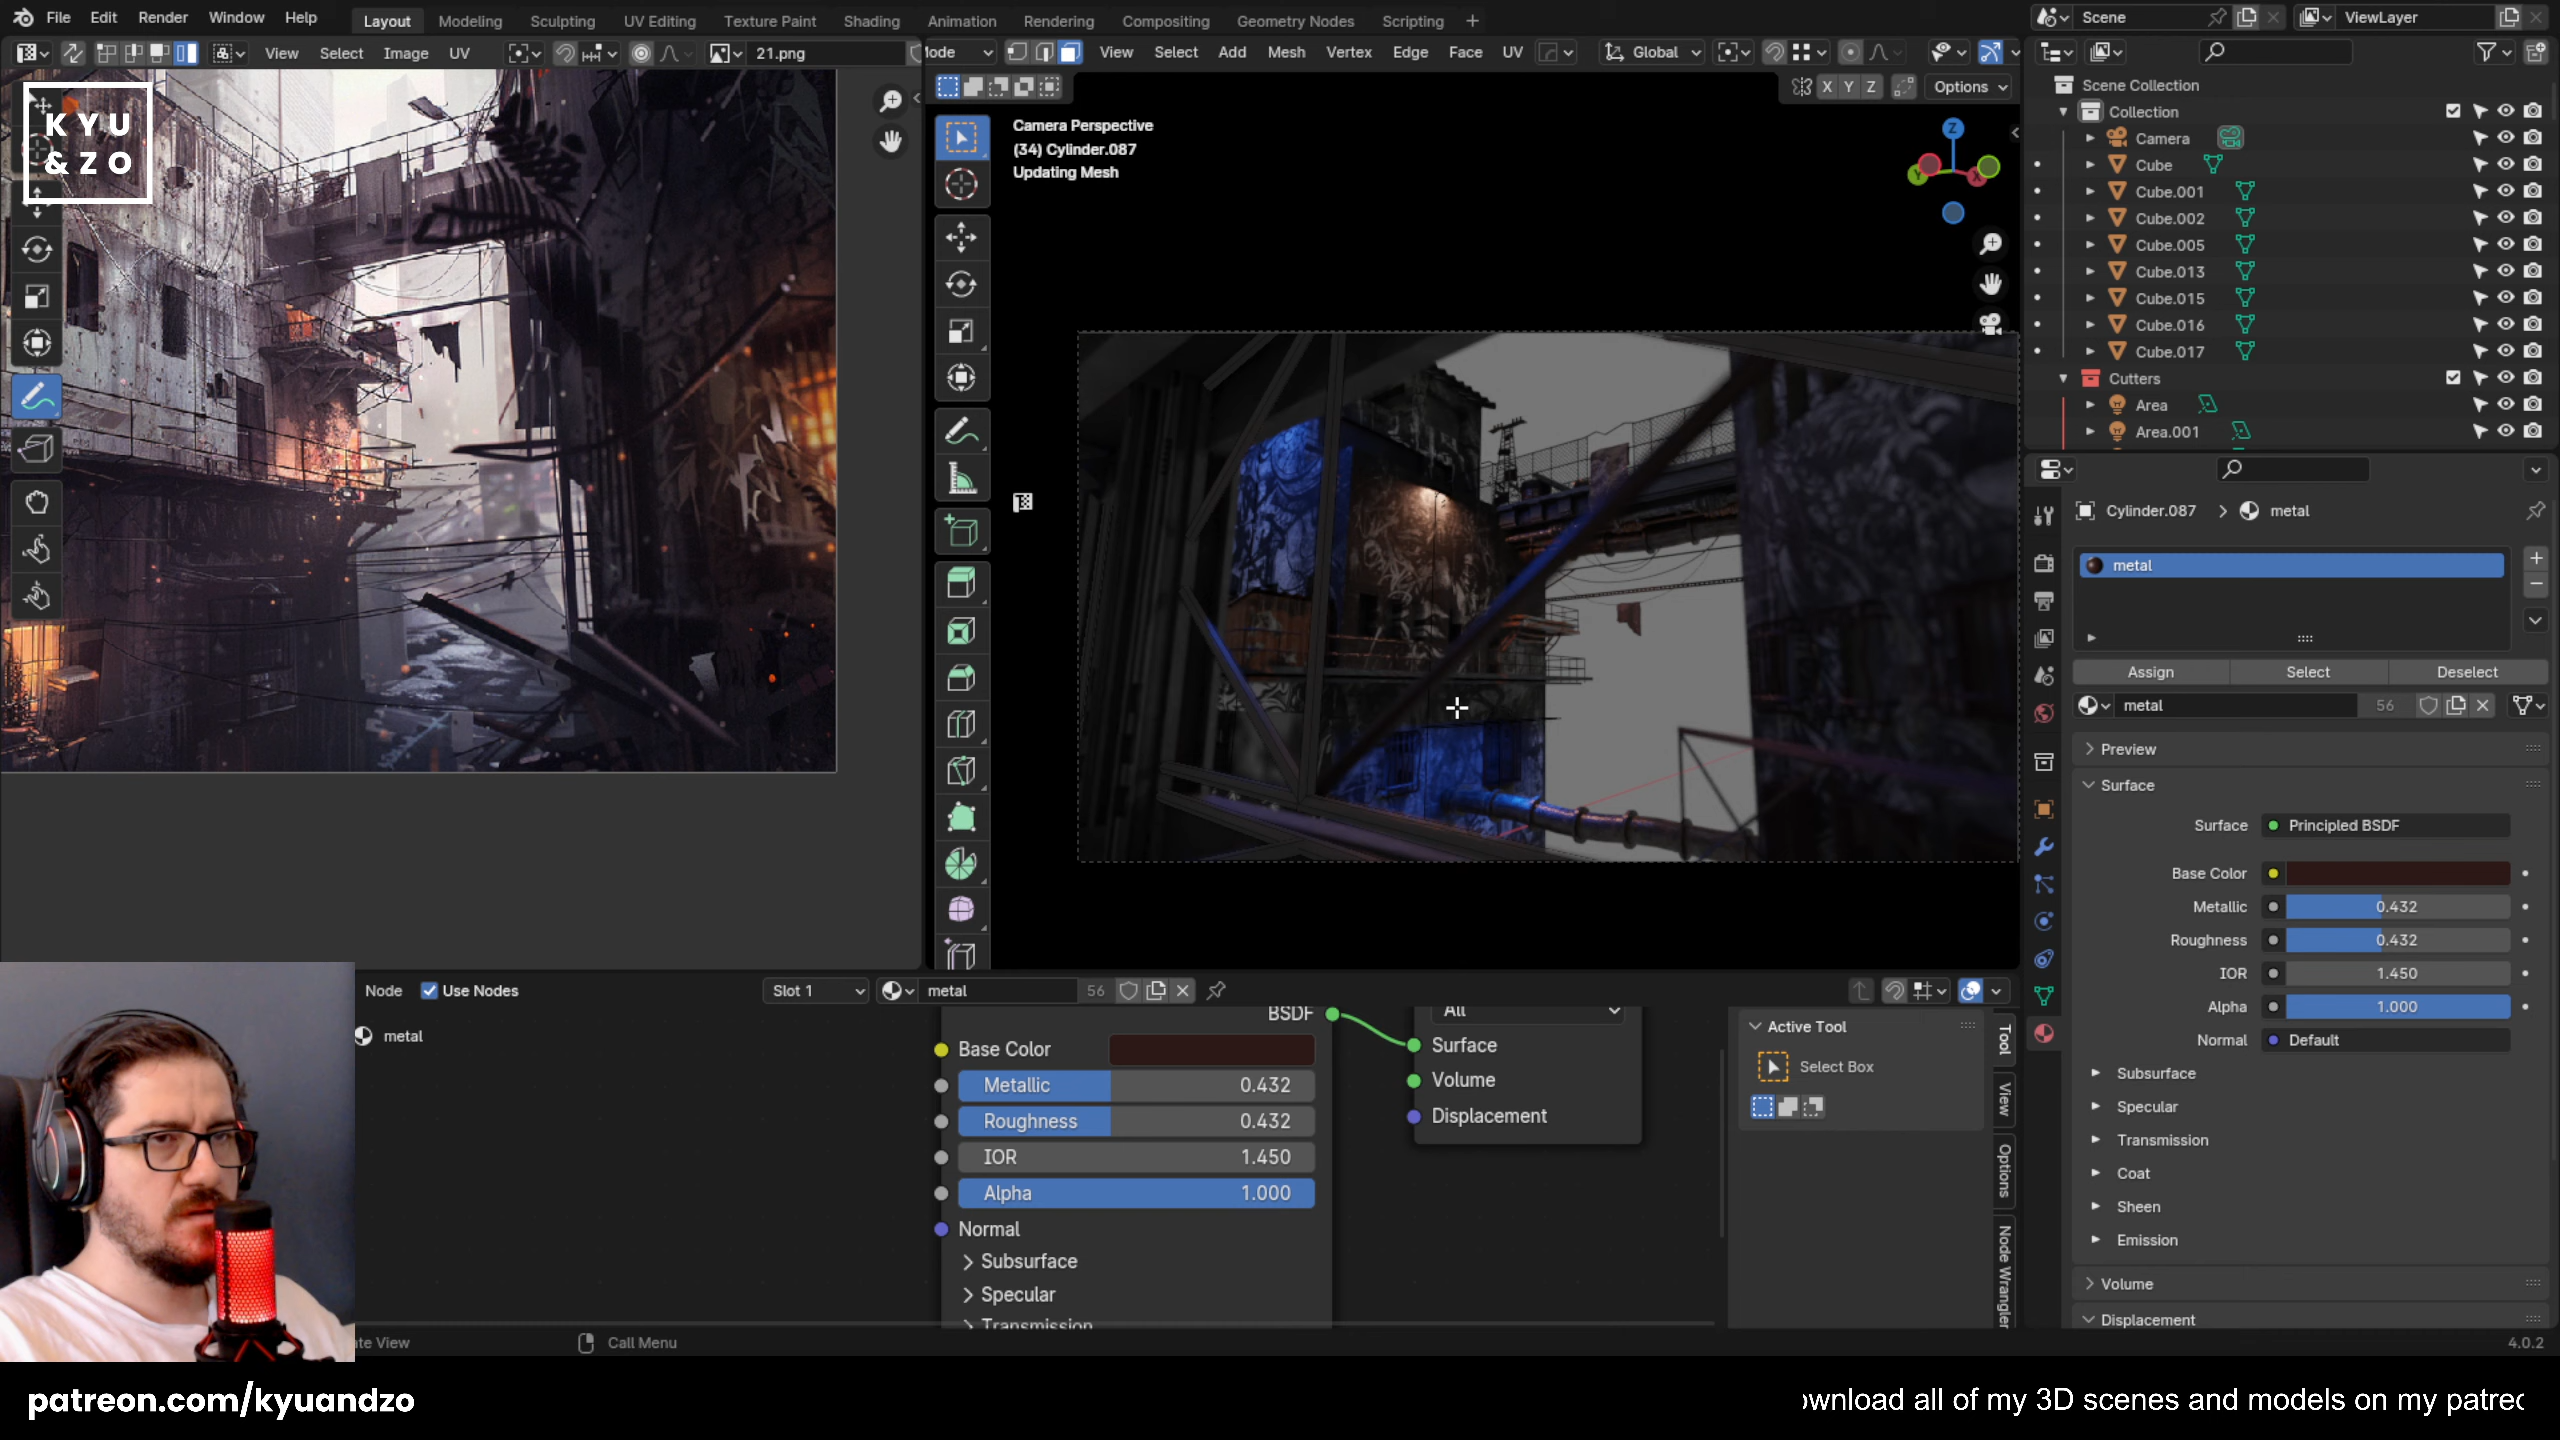 File Edit Render Window Help
Layout Modeling Sculpting UV Editing Texture Paint Shading Animation Rendering Compositing Geometry Nodes Scripting +
Scene
ViewLayer
View Select Image UV
21.png
Mode
View Select Add Mesh Vertex Edge Face UV
Global
X Y Z
Options
KYU
&ZO
Camera Perspective
(34) Cylinder.087
Updating Mesh
Z
Y
X
Scene Collection
Collection
Camera
Cube
Cube.001
Cube.002
Cube.005
Cube.013
Cube.015
Cube.016
Cube.017
Cutters
Area
Area.001
Cylinder.087 > metal
metal
Assign Select Deselect
metal 56
Preview
Surface
Surface Principled BSDF
Base Color
Metallic 0.432
Roughness 0.432
IOR 1.450
Alpha 1.000
Normal Default
Subsurface
Specular
Transmission
Coat
Sheen
Emission
Volume
Displacement
Node Use Nodes
Slot 1
metal 56
metal
BSDF
Base Color
Metallic 0.432
Roughness 0.432
IOR 1.450
Alpha 1.000
Normal
Subsurface
Specular
Transmission
All
Surface
Volume
Displacement
Active Tool
Select Box
Tool
View
Options
Node Wrangler
ate View
Call Menu
4.0.2
patreon.com/kyuandzo
ownload all of my 3D scenes and models on my patreo